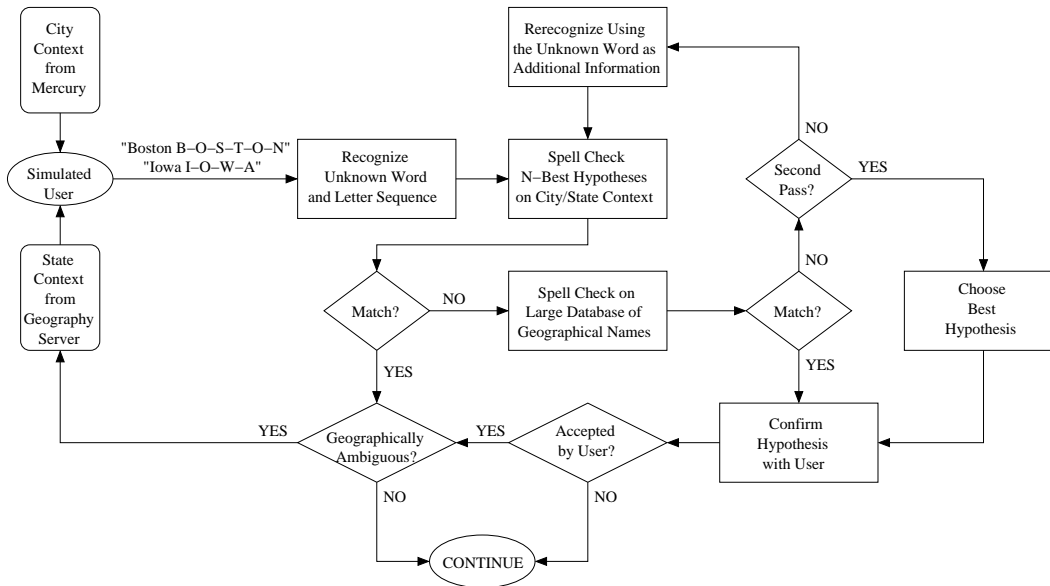 City
Context
from
Mercury
Rerecognize Using
the Unknown Word as
Additional Information
NO
"Boston B–O–S–T–O–N"
"Iowa I–O–W–A"
Simulated
User
Recognize
Unknown Word
and Letter Sequence
Spell Check
N–Best Hypotheses
on City/State Context
Second
Pass?
YES
State
Context
from
Geography
Server
Match?
NO
Spell Check on
Large Database of
Geographical Names
NO
Match?
Choose
Best
Hypothesis
YES
YES
YES
Geographically
Ambiguous?
YES
Accepted
by User?
Confirm
Hypothesis
with User
NO
NO
CONTINUE